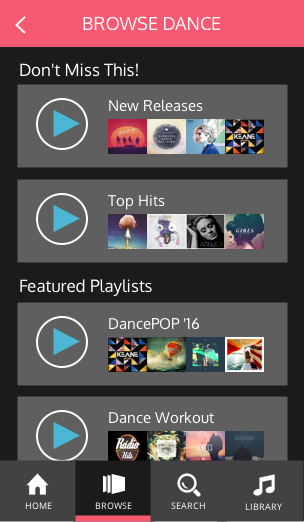 BROWSE DANCE
Don't Miss This!
New Releases
KEANE
Top Hits
ADELE 21
GIRLS
Featured Playlists
DancePOP '16
KEANE
Dance Workout
Radio
Hits
HOME
BROWSE
SEARCH
LIBRARY